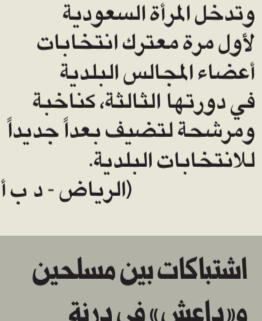 وتدخل المرأة السعودية
لأول مرة معترك انتخابات
أعضاء المجالس البلدية
في دورتها الثالثة، كناخبة
ومرشحة لتضيف بعداً جديداً
للانتخابات البلدية.
(الرياض - د ب أ
اشتباكات بين مسلحين
و«داعش» في درنة